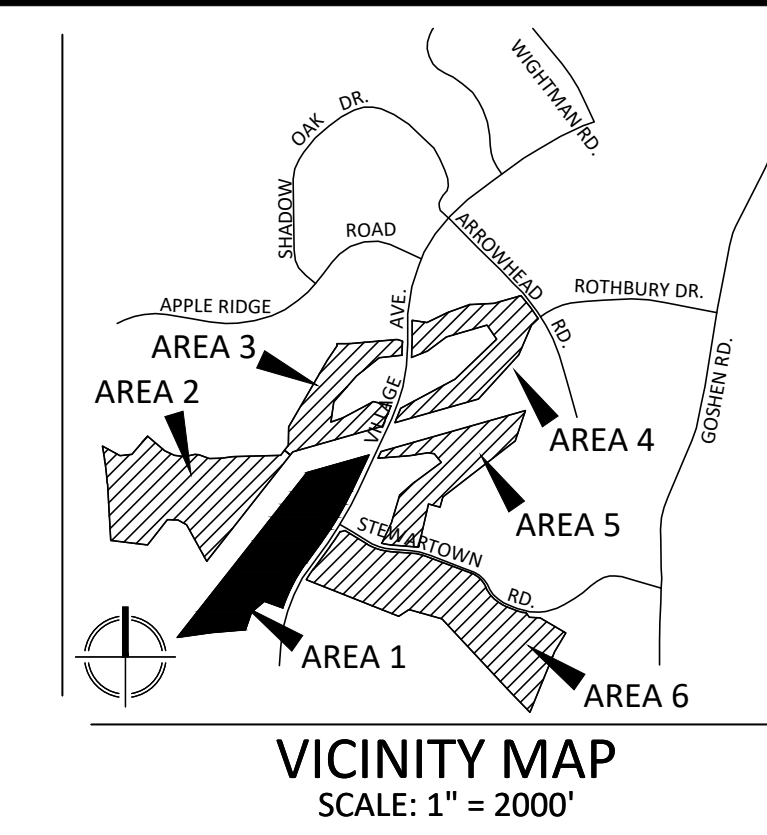 WIGHTMAN RD.
SHADOW OAK DR.
APPLE RIDGE ROAD
ARROWHEAD RD.
ROTHBURY DR.
VILLAGE AVE.
GOSHEN RD.
AREA 3
AREA 2
AREA 4
AREA 5
STEWARTOWN RD.
AREA 1
AREA 6
VICINITY MAP
SCALE: 1" = 2000'